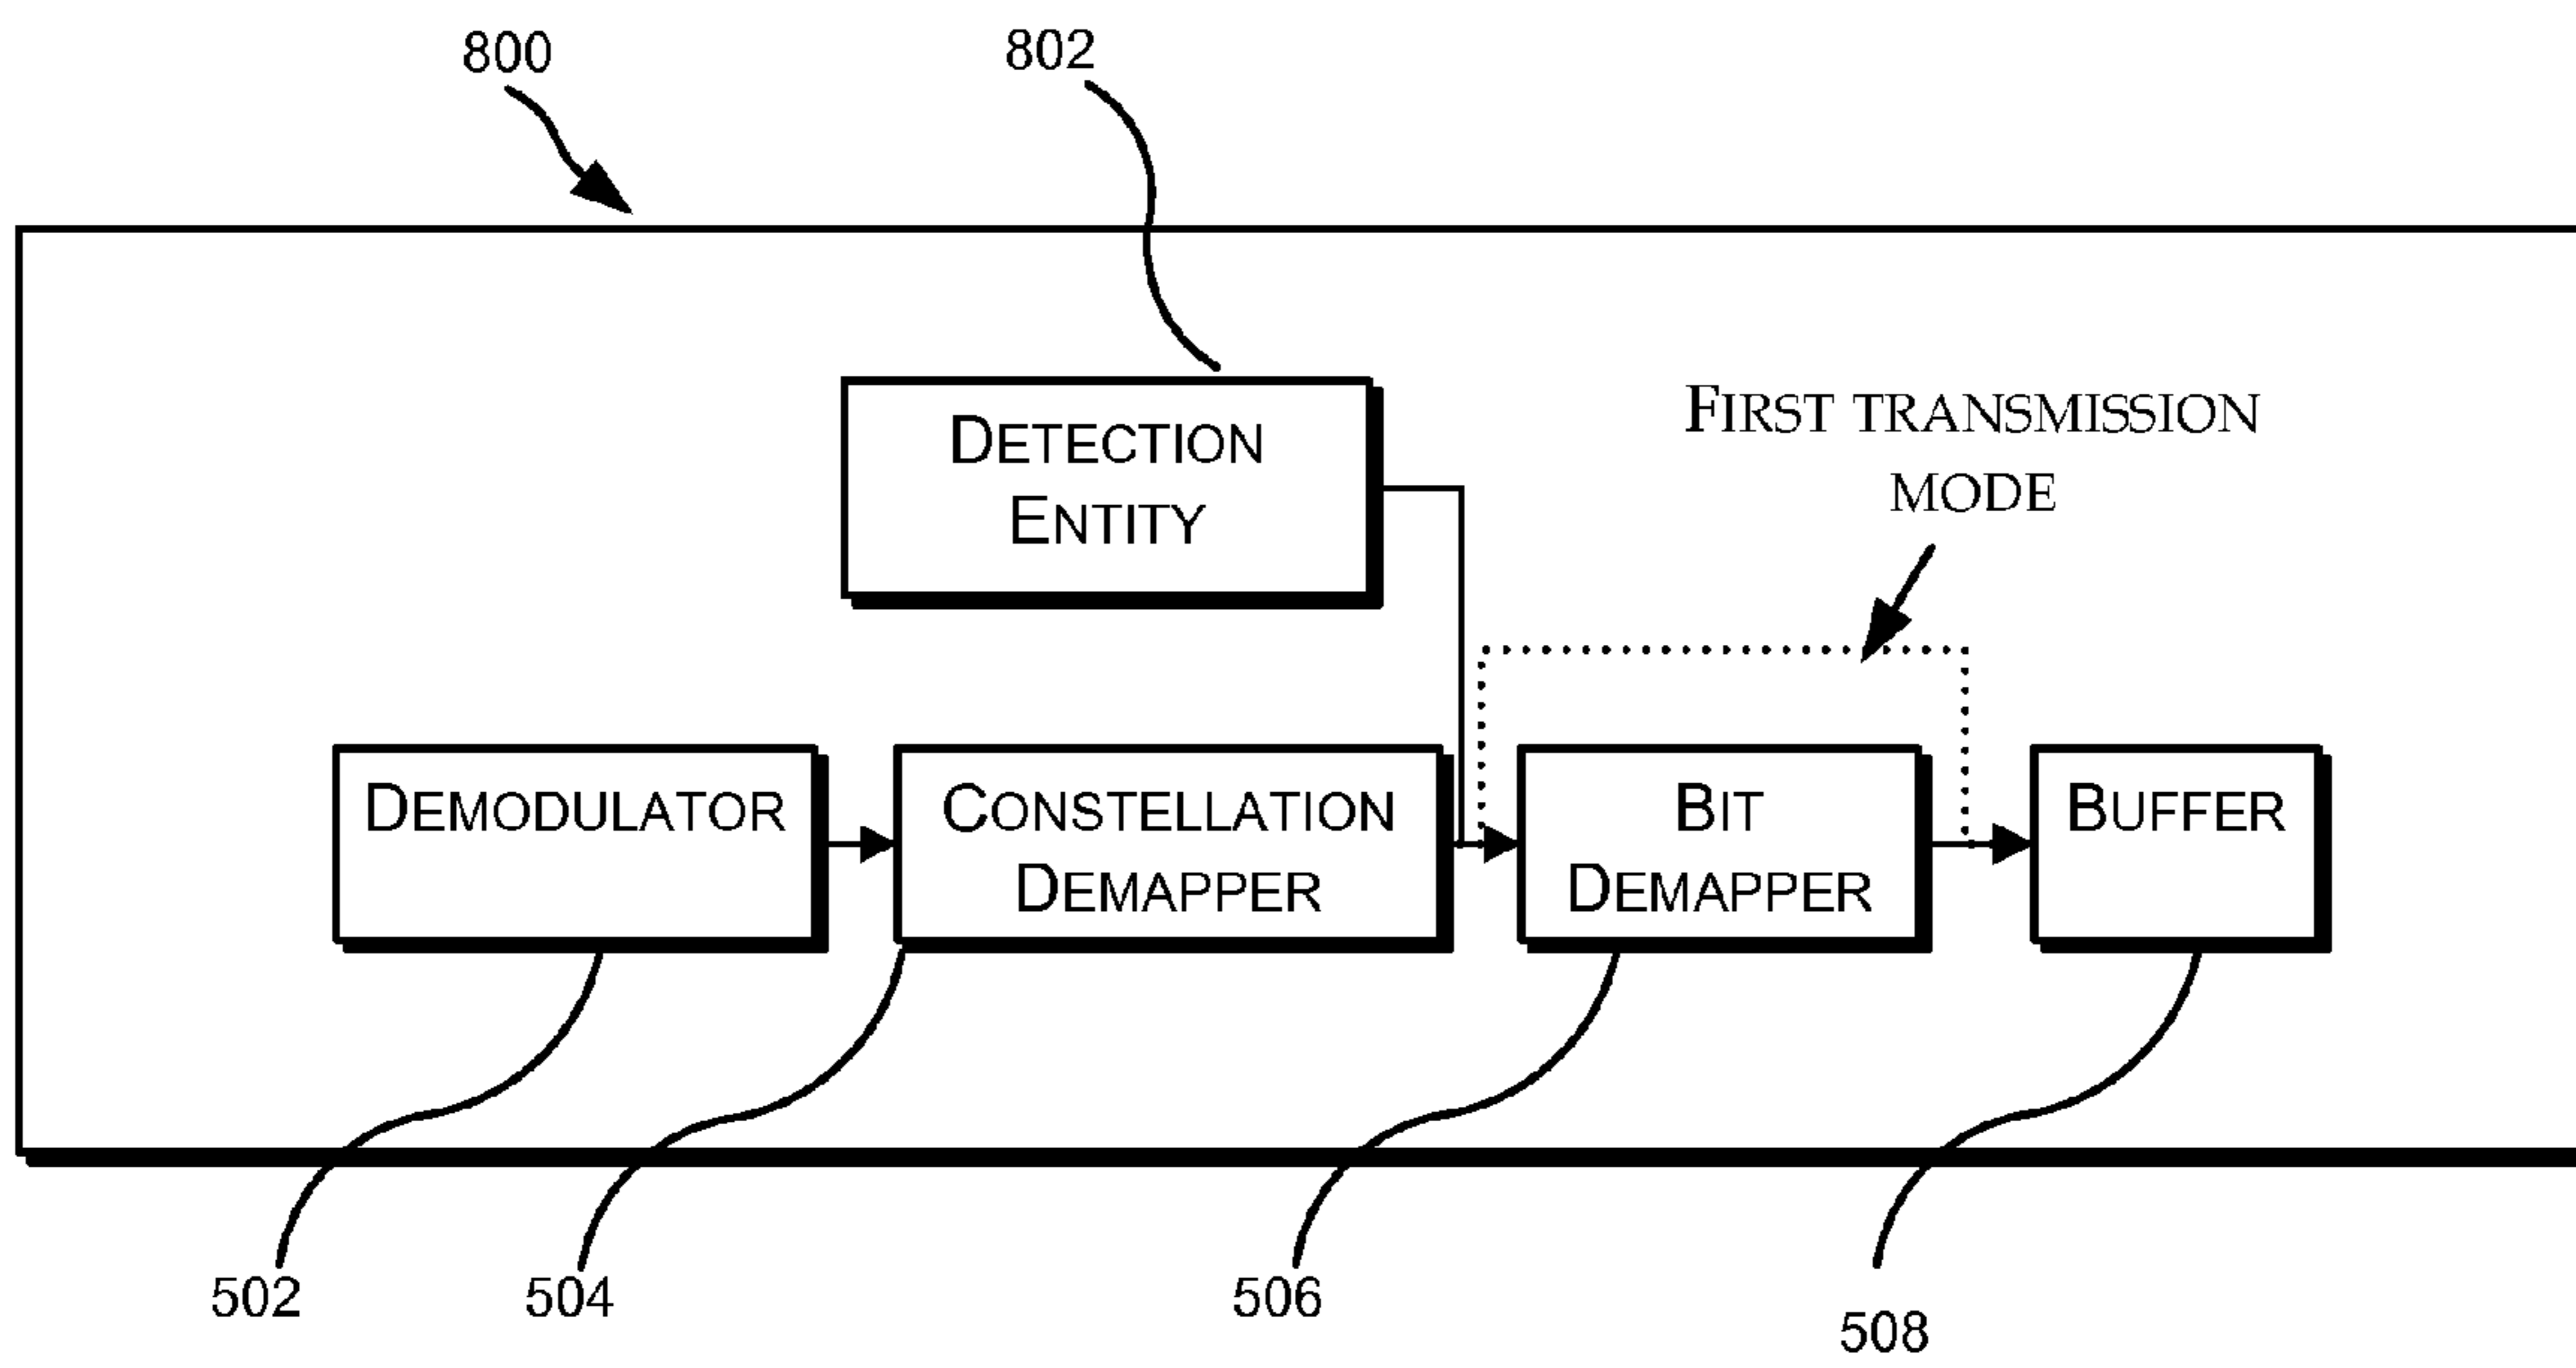 800
802
DETECTION
ENTITY
FIRST TRANSMISSION
MODE
DEMODULATOR
CONSTELLATION
DEMAPPER
BIT
DEMAPPER
BUFFER
502
504
506
508